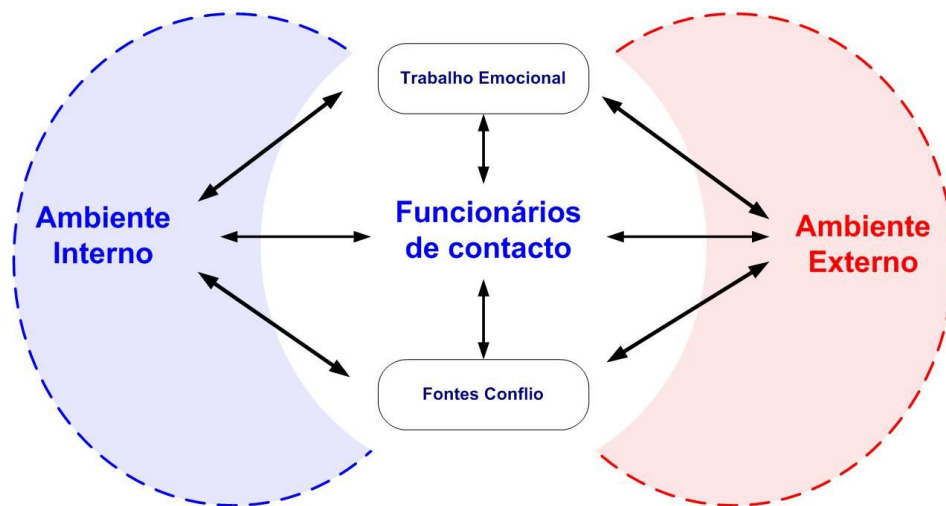 Trabalho Emocional
Ambiente
Interno
Funcionários
de contacto
Ambiente
Externo
Fontes Conflio